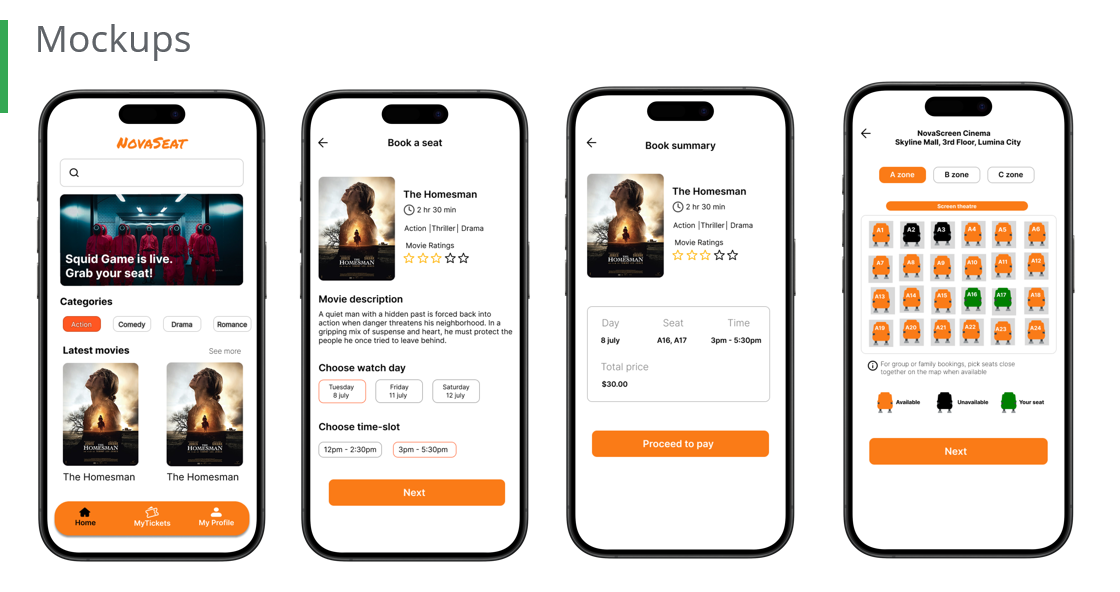 Mockups
NovaSeat
Squid Game is live.
Grab your seat!
Categories
Action
Comedy
Drama
Romance
Latest movies
See more
HOMESMAN
HOMESMAN
The Homesman
The Homesman
Home
MyTickets
My Profile
Book a seat
The Homesman
2 hr 30 min
Action |Thriller| Drama
Movie Ratings
HOMESMAN
Movie description
A quiet man with a hidden past is forced back into
action when danger threatens his neighborhood. In a
gripping mix of suspense and heart, he must protect the
people he once tried to leave behind.
Choose watch day
Tuesday
8 july
Friday
11 july
Saturday
12 july
Choose time-slot
12pm - 2:30pm
3pm - 5:30pm
Next
Book summary
The Homesman
2 hr 30 min
Action |Thriller| Drama
Movie Ratings
HOMESMAN
Day Seat Time
8 july A16, A17 3pm - 5:30pm
Total price
$30.00
Proceed to pay
NovaScreen Cinema
Skyline Mall, 3rd Floor, Lumina City
A zone
B zone
C zone
Screen theatre
A1 A2 A3 A4 A5 A6
A7 A8 A9 A10 A11 A12
A13 A14 A15 A16 A17 A18
A19 A20 A21 A22 A23 A24
For group or family bookings, pick seats close
together on the map when available
Available
Unavailable
Your seat
Next